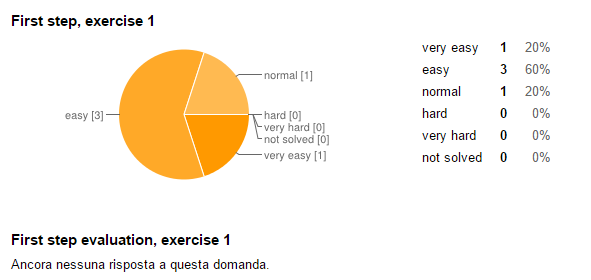 First step, exercise 1
normal [1]
easy [3]
hard [0]
very hard [0]
not solved [0]
very easy [1]
very easy 1 20%
easy 3 60%
normal 1 20%
hard 0 0%
very hard 0 0%
not solved 0 0%
First step evaluation, exercise 1
Ancora nessuna risposta a questa domanda.